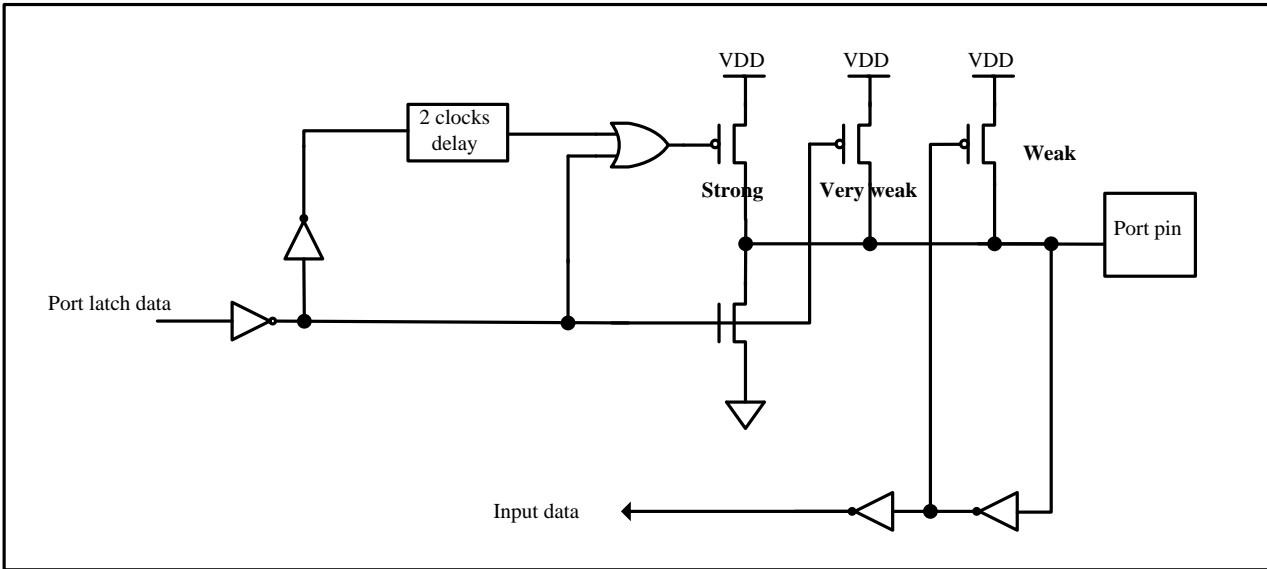 VDD
VDD
VDD
2 clocks
delay
Weak
Strong
Very weak
Port pin
Port latch data
Input data